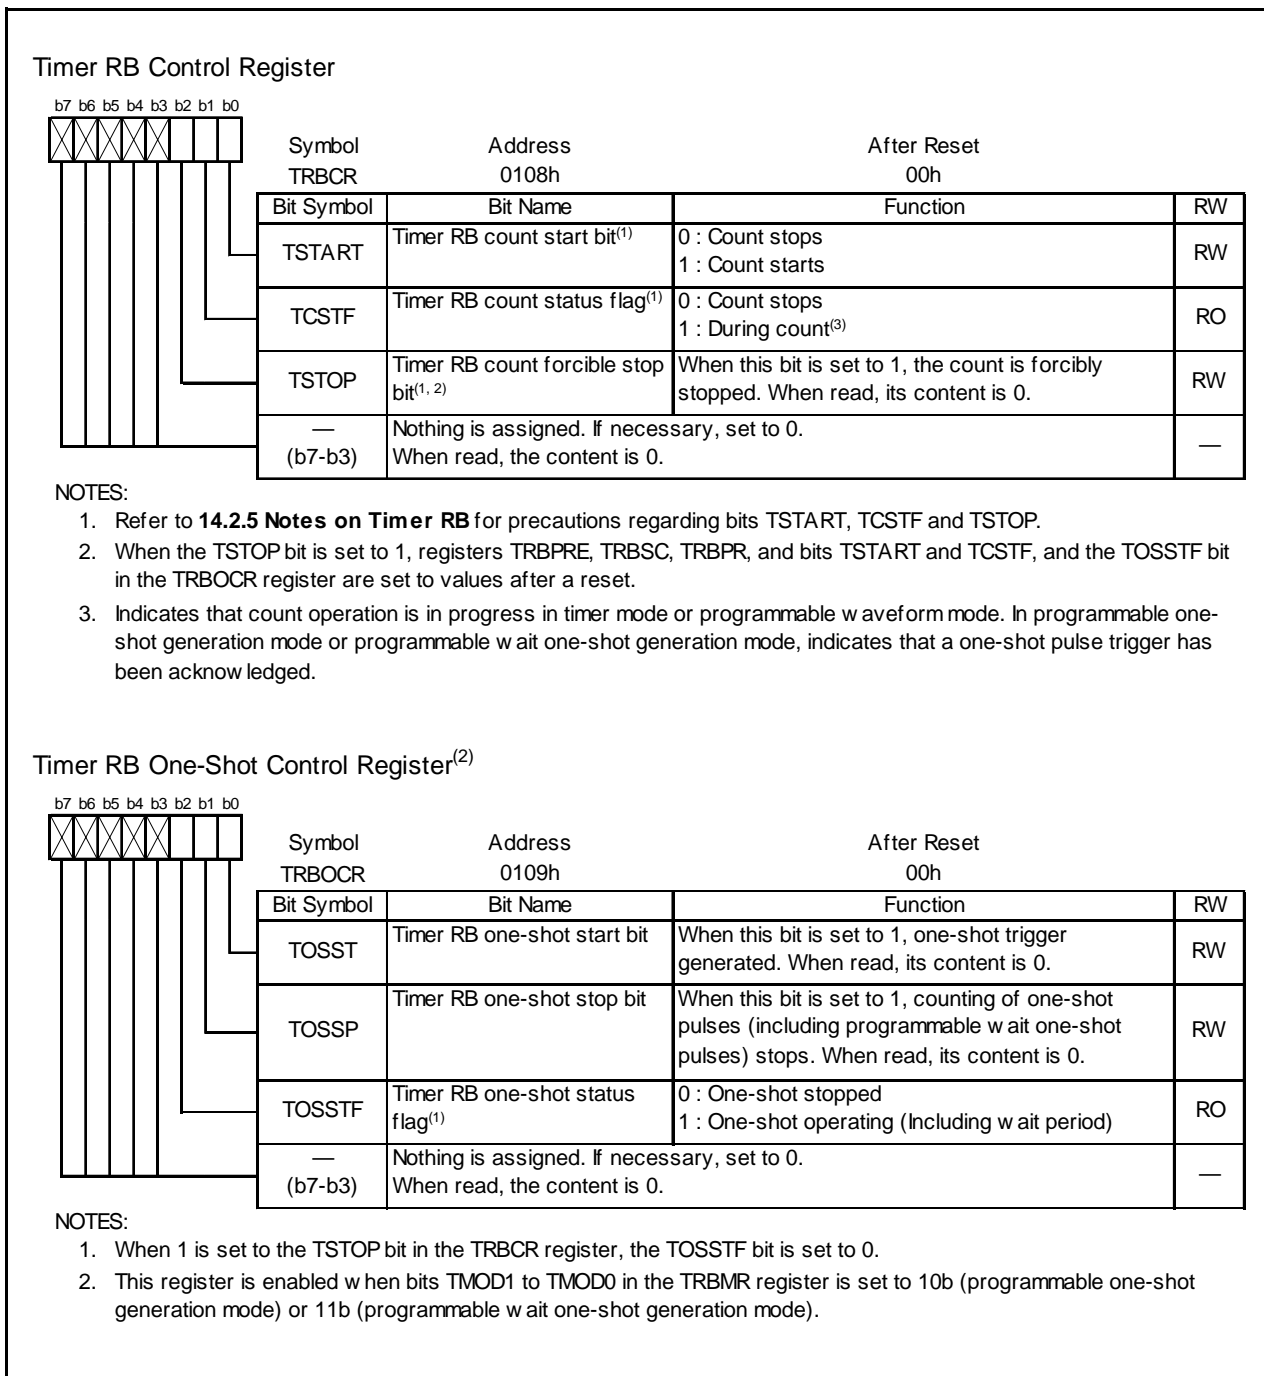 Timer RB Control Register
b7 b6 b5 b4 b3 b2 b1 b0
Symbol Address After Reset
TRBCR 0108h 00h
Bit Symbol Bit Name Function RW
TSTART Timer RB count start bit(1) 0 : Count stops
1 : Count starts RW
TCSTF Timer RB count status flag(1) 0 : Count stops
1 : During count(3) RO
TSTOP Timer RB count forcible stop When this bit is set to 1, the count is forcibly
bit(1, 2) stopped. When read, its content is 0. RW
— Nothing is assigned. If necessary, set to 0.
(b7-b3) When read, the content is 0. —
NOTES:
1. Refer to 14.2.5 Notes on Timer RB for precautions regarding bits TSTART, TCSTF and TSTOP.
2. When the TSTOP bit is set to 1, registers TRBPRE, TRBSC, TRBPR, and bits TSTART and TCSTF, and the TOSSTF bit
in the TRBOCR register are set to values after a reset.
3. Indicates that count operation is in progress in timer mode or programmable waveform mode. In programmable one-
shot generation mode or programmable wait one-shot generation mode, indicates that a one-shot pulse trigger has
been acknowledged.
Timer RB One-Shot Control Register(2)
b7 b6 b5 b4 b3 b2 b1 b0
Symbol Address After Reset
TRBOCR 0109h 00h
Bit Symbol Bit Name Function RW
TOSST Timer RB one-shot start bit When this bit is set to 1, one-shot trigger
generated. When read, its content is 0. RW
TOSSP Timer RB one-shot stop bit When this bit is set to 1, counting of one-shot
pulses (including programmable wait one-shot RW
pulses) stops. When read, its content is 0.
TOSSTF Timer RB one-shot status 0 : One-shot stopped
flag(1) 1 : One-shot operating (Including wait period) RO
— Nothing is assigned. If necessary, set to 0.
(b7-b3) When read, the content is 0. —
NOTES:
1. When 1 is set to the TSTOP bit in the TRBCR register, the TOSSTF bit is set to 0.
2. This register is enabled when bits TMOD1 to TMOD0 in the TRBMR register is set to 10b (programmable one-shot
generation mode) or 11b (programmable wait one-shot generation mode).